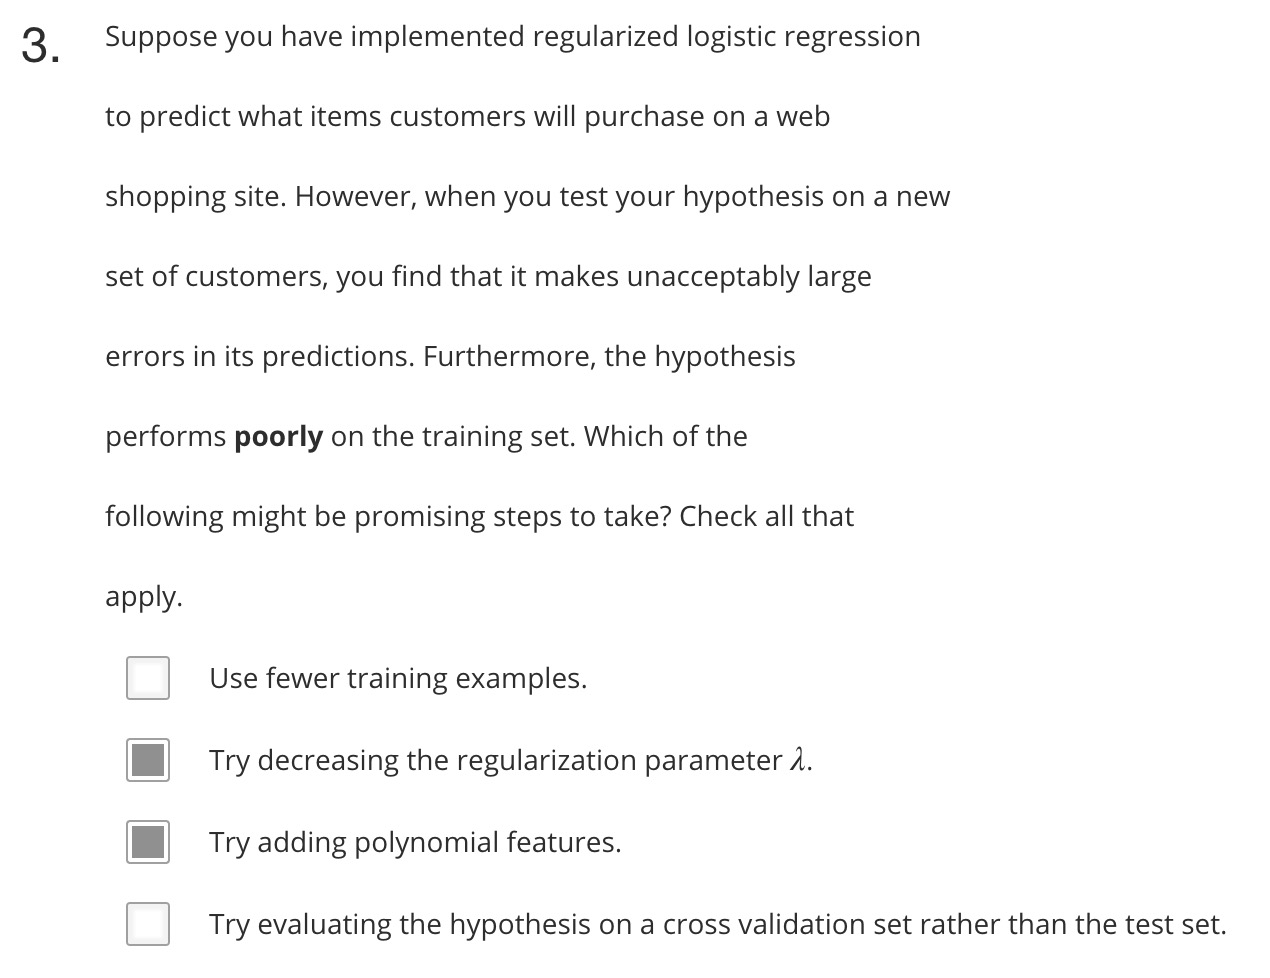 3. Suppose you have implemented regularized logistic regression
to predict what items customers will purchase on a web
shopping site. However, when you test your hypothesis on a new
set of customers, you find that it makes unacceptably large
errors in its predictions. Furthermore, the hypothesis
performs poorly on the training set. Which of the
following might be promising steps to take? Check all that
apply.
Use fewer training examples.
Try decreasing the regularization parameter λ.
Try adding polynomial features.
Try evaluating the hypothesis on a cross validation set rather than the test set.